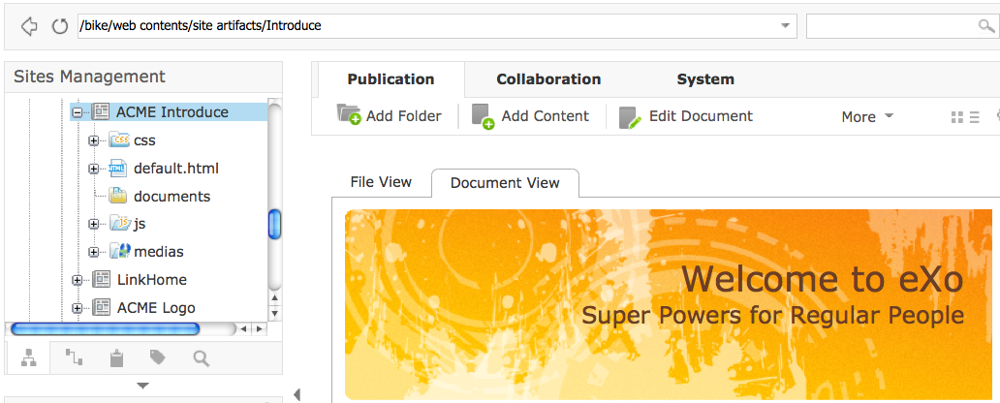 /bike/web contents/site artifacts/Introduce
Sites Management
ACME Introduce
css
default.html
documents
js
medias
LinkHome
ACME Logo
Publication Collaboration System
Add Folder Add Content Edit Document More
File View Document View
Welcome to eXo
Super Powers for Regular People